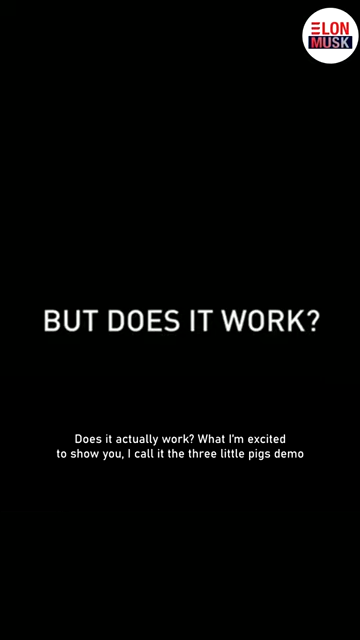 ELON
MUSK
BUT DOES IT WORK?
Does it actually work? What I'm excited
to show you, I call it the three little pigs demo